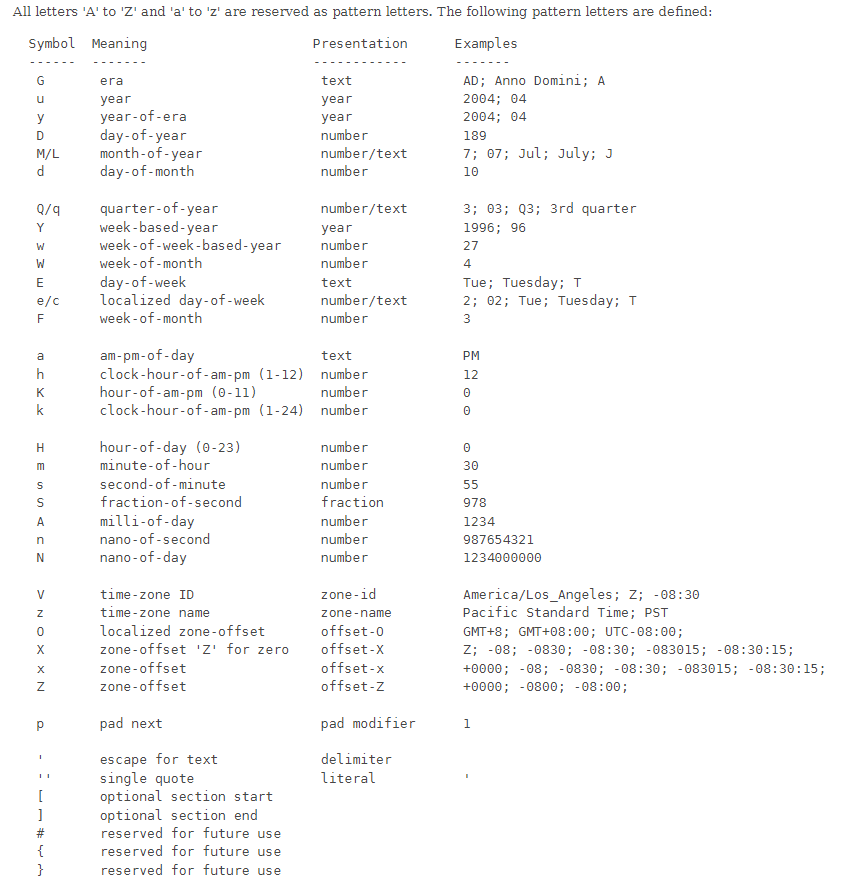 All letters 'A' to 'Z' and 'a' to 'z' are reserved as pattern letters. The following pattern letters are defined:
Symbol  Meaning                     Presentation      Examples
------  -------                     ------------      -------
G       era                         text              AD; Anno Domini; A
u       year                        year              2004; 04
y       year-of-era                 year              2004; 04
D       day-of-year                 number            189
M/L     month-of-year               number/text       7; 07; Jul; July; J
d       day-of-month                number            10
Q/q     quarter-of-year             number/text       3; 03; Q3; 3rd quarter
Y       week-based-year             year              1996; 96
w       week-of-week-based-year     number            27
W       week-of-month               number            4
E       day-of-week                 text              Tue; Tuesday; T
e/c     localized day-of-week       number/text       2; 02; Tue; Tuesday; T
F       week-of-month               number            3
a       am-pm-of-day                text              PM
h       clock-hour-of-am-pm (1-12)  number            12
K       hour-of-am-pm (0-11)        number            0
k       clock-hour-of-am-pm (1-24)  number            0
H       hour-of-day (0-23)          number            0
m       minute-of-hour              number            30
s       second-of-minute            number            55
S       fraction-of-second          fraction          978
A       milli-of-day                number            1234
n       nano-of-second              number            987654321
N       nano-of-day                 number            1234000000
V       time-zone ID                zone-id           America/Los_Angeles; Z; -08:30
z       time-zone name              zone-name         Pacific Standard Time; PST
O       localized zone-offset       offset-O          GMT+8; GMT+08:00; UTC-08:00;
X       zone-offset 'Z' for zero    offset-X          Z; -08; -0830; -08:30; -083015; -08:30:15;
x       zone-offset                 offset-x          +0000; -08; -0830; -08:30; -083015; -08:30:15;
Z       zone-offset                 offset-Z          +0000; -0800; -08:00;
p       pad next                    pad modifier      1
'       escape for text             delimiter
''      single quote                literal           '
[       optional section start
]       optional section end
#       reserved for future use
{       reserved for future use
}       reserved for future use